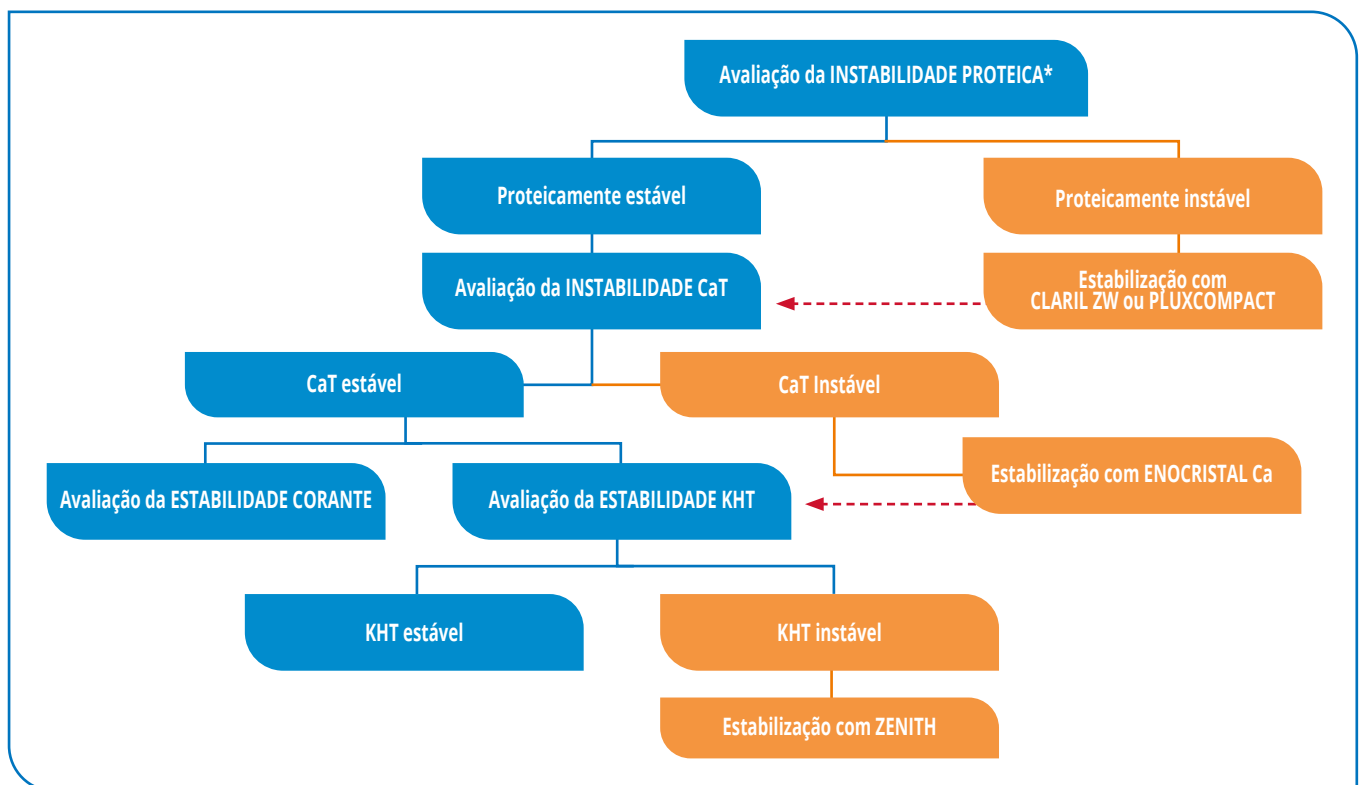 Avaliação da INSTABILIDADE PROTEICA*
Proteicamente estável
Proteicamente instável
Avaliação da INSTABILIDADE CaT
Estabilização com
CLARIL ZW ou PLUXCOMPACT
CaT estável
CaT Instável
Avaliação da ESTABILIDADE CORANTE
Avaliação da ESTABILIDADE KHT
Estabilização com ENOCRISTAL Ca
KHT estável
KHT instável
Estabilização com ZENITH